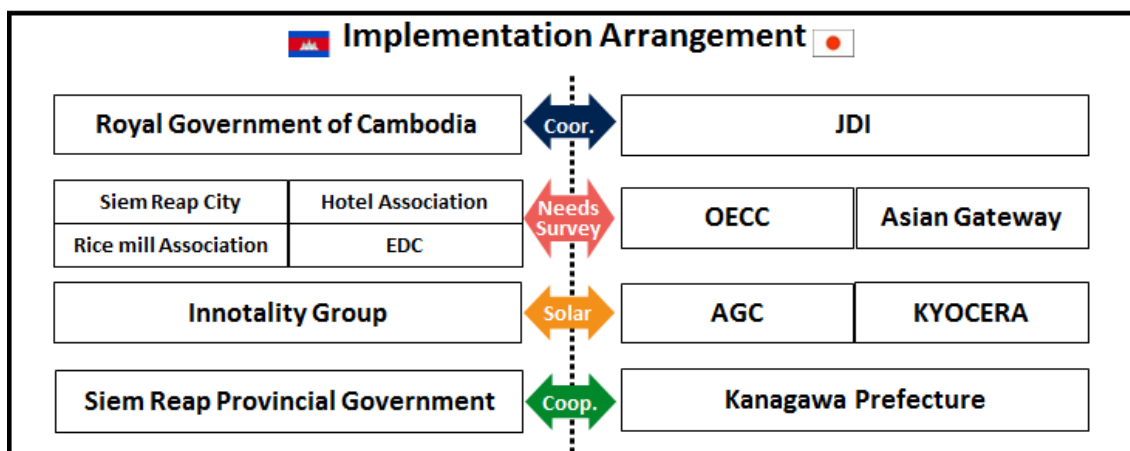 Implementation Arrangement
Royal Government of Cambodia
Coor.
JDI
Siem Reap City
Hotel Association
Rice mill Association
EDC
Needs
Survey
OECC
Asian Gateway
Innotality Group
Solar
AGC
KYOCERA
Siem Reap Provincial Government
Coop.
Kanagawa Prefecture